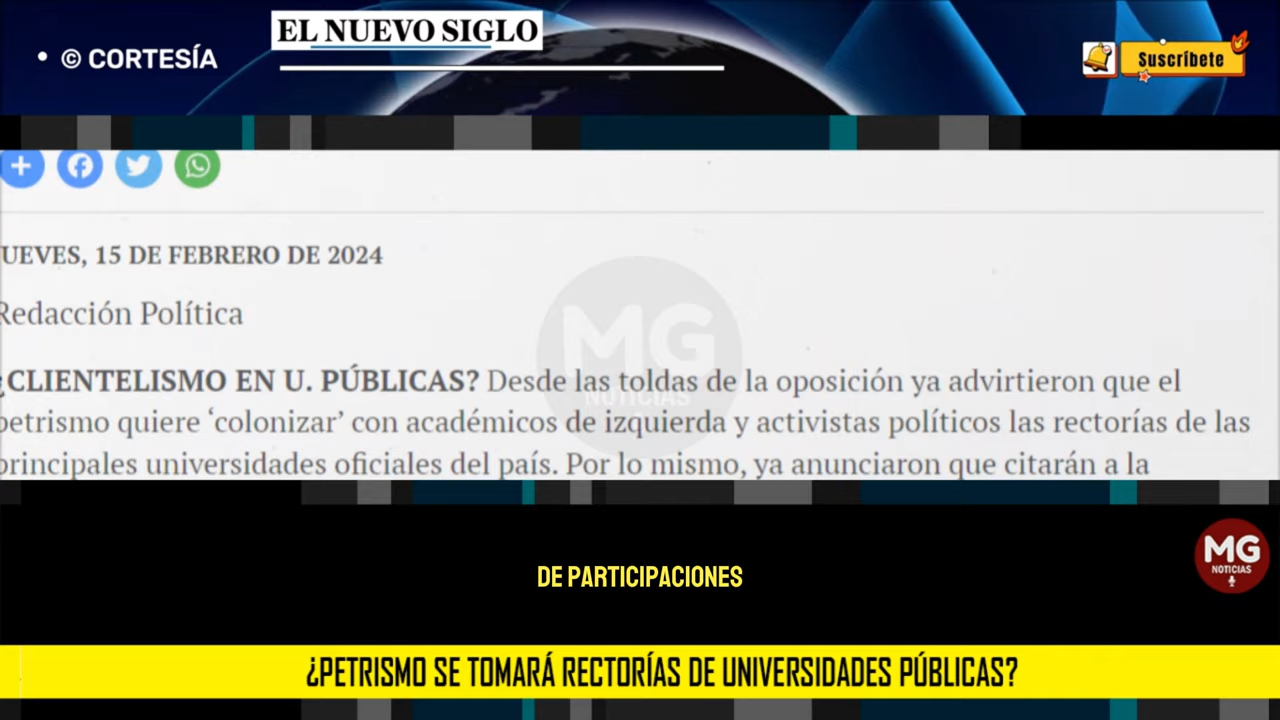 EL NUEVO SIGLO
• © CORTESÍA
Suscríbete
UEVES, 15 DE FEBRERO DE 2024
Redacción Política
¿CLIENTELISMO EN U. PÚBLICAS? Desde las toldas de la oposición ya advirtieron que el
petrismo quiere ‘colonizar’ con académicos de izquierda y activistas políticos las rectorías de las
principales universidades oficiales del país. Por lo mismo, ya anunciaron que citarán a la
MG
NOTICIAS
DE PARTICIPACIONES
MG
NOTICIAS
¿PETRISMO SE TOMARÁ RECTORÍAS DE UNIVERSIDADES PÚBLICAS?